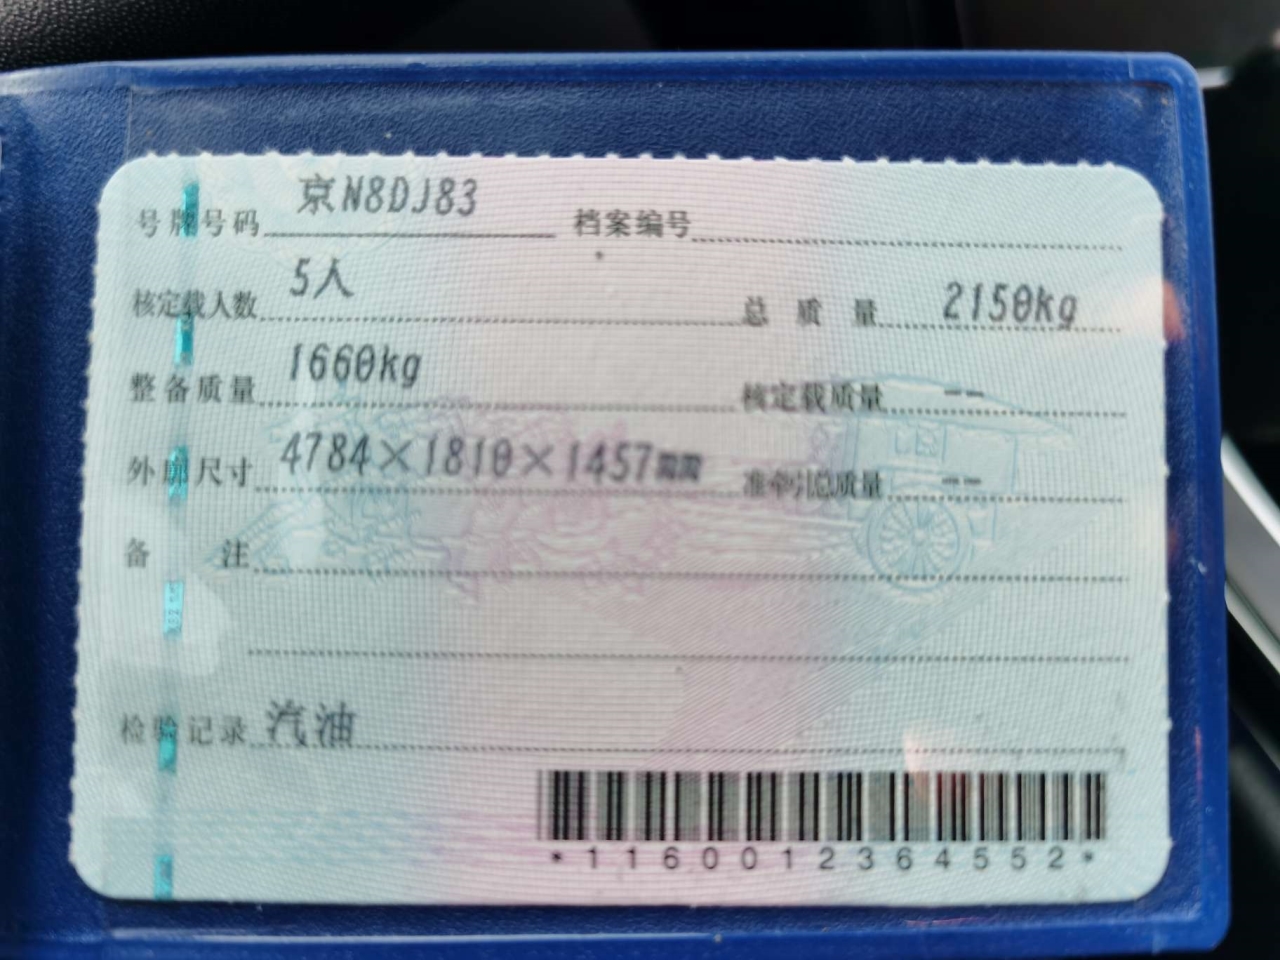 号牌号码 京N8DJ83 档案编号
核定载人数 5人 总质量 2150kg
整备质量 1660kg 核定载质量 --
外廓尺寸 4784×1810×1457mm 准牵引总质量 --
备注
检验记录 汽油
*1160012364552*